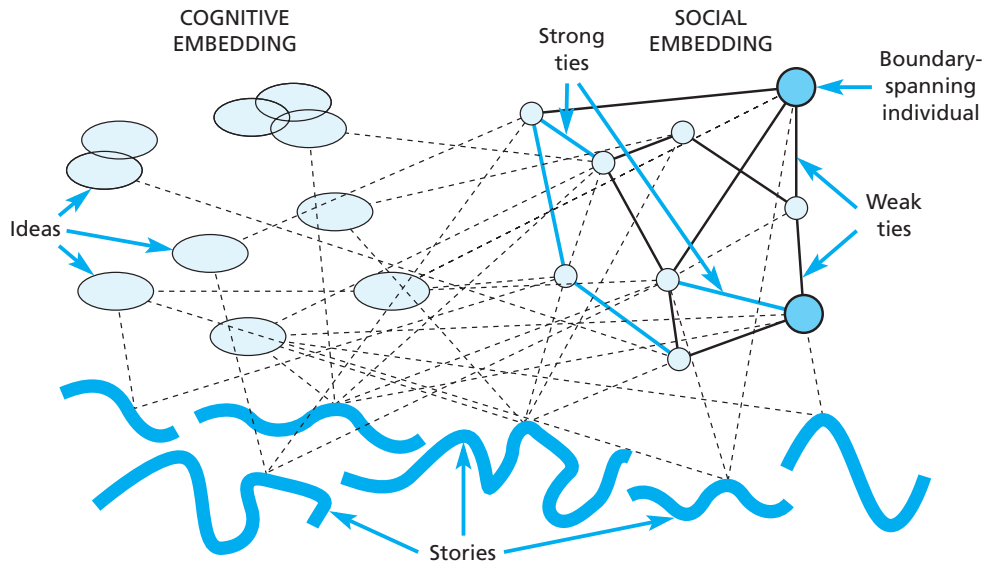 COGNITIVE
EMBEDDING
Strong
ties
SOCIAL
EMBEDDING
Boundary-
spanning
individual
Ideas
Weak
ties
Stories